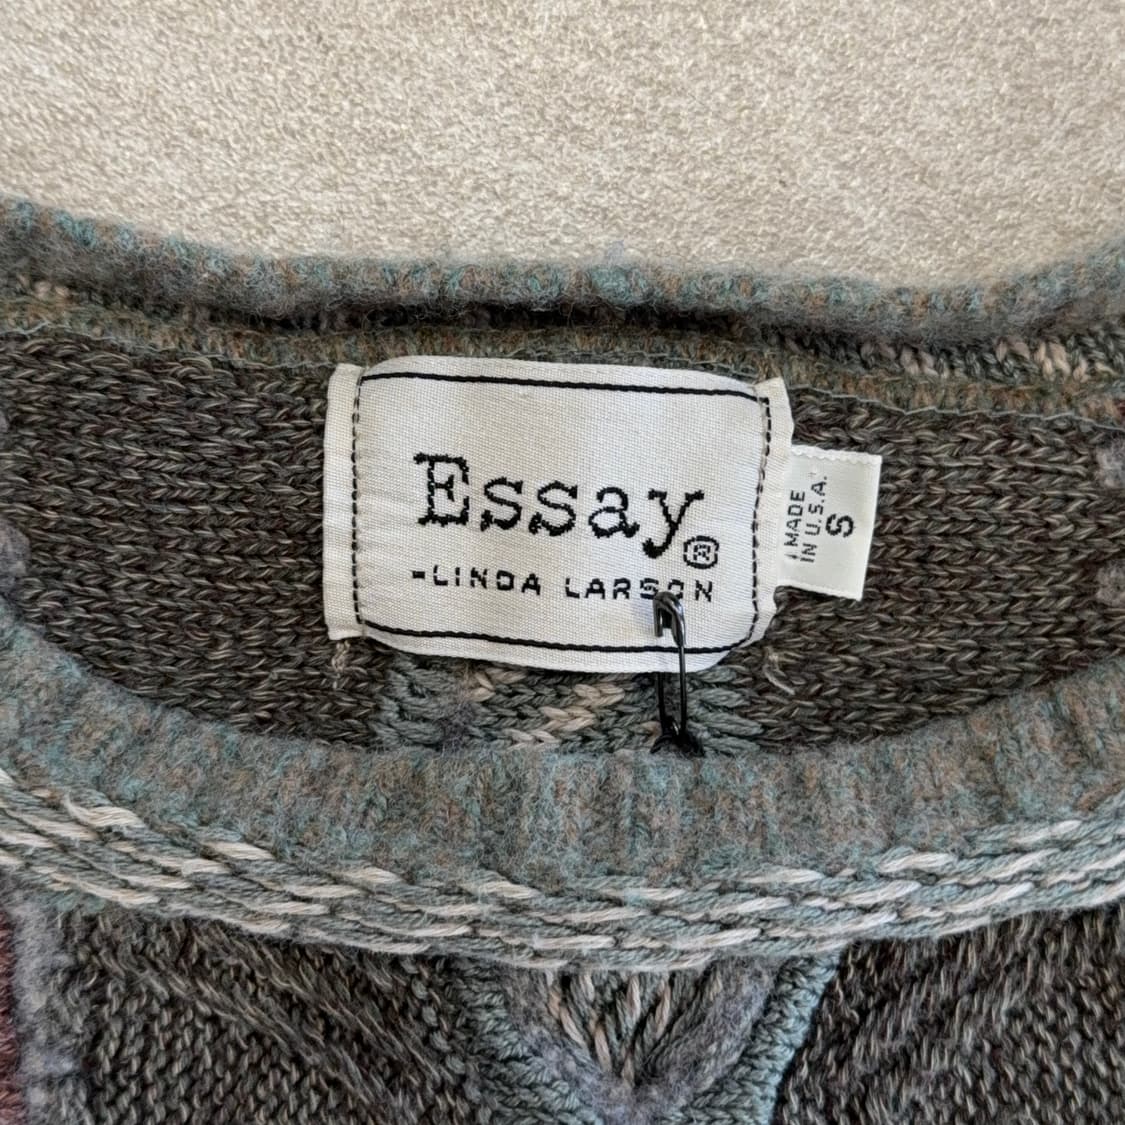 Essay®
-LINDA LARSON
MADE
IN U.S.A.
S